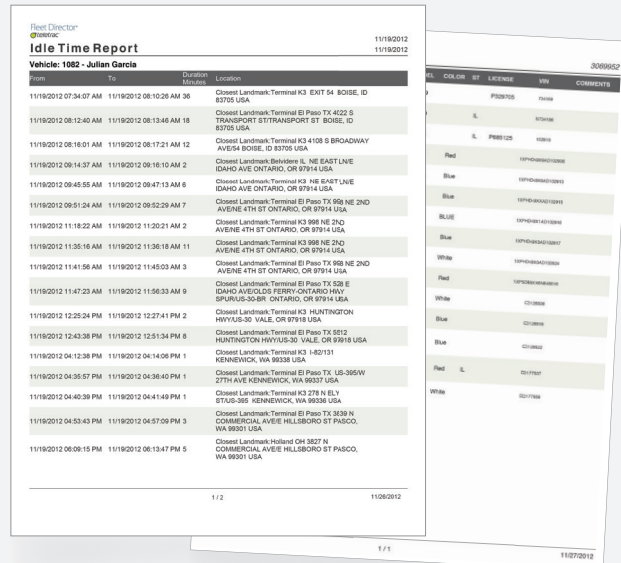 Fleet Director®
teletrac
Idle Time Report
11/19/2012
11/19/2012
Vehicle: 1082 - Julian Garcia
From To Duration Minutes Location
11/19/2012 07:34:07 AM 11/19/2012 08:10:26 AM 36 Closest Landmark:Terminal K3 EXIT 54 BOISE, ID
83705 USA
11/19/2012 08:12:40 AM 11/19/2012 08:13:46 AM 18 Closest Landmark:Terminal El Paso TX 4022 S
TRANSPORT ST/TRANSPORT ST BOISE, ID
83705 USA
11/19/2012 08:16:01 AM 11/19/2012 08:17:21 AM 12 Closest Landmark:Terminal K3 4108 S BROADWAY
AVE/54 BOISE, ID 83705 USA
11/19/2012 09:14:37 AM 11/19/2012 09:16:10 AM 2 Closest Landmark:Belvidere IL NE EAST LN/E
IDAHO AVE ONTARIO, OR 97914 USA
11/19/2012 09:45:55 AM 11/19/2012 09:47:13 AM 6 Closest Landmark:Terminal K3 NE EAST LN/E
IDAHO AVE ONTARIO, OR 97914 USA
11/19/2012 09:51:24 AM 11/19/2012 09:52:29 AM 7 Closest Landmark:Terminal El Paso TX 998 NE 2ND
AVE/NE 4TH ST ONTARIO, OR 97914 USA
11/19/2012 11:18:22 AM 11/19/2012 11:20:21 AM 2 Closest Landmark:Terminal K3 998 NE 2ND
AVE/NE 4TH ST ONTARIO, OR 97914 USA
11/19/2012 11:35:16 AM 11/19/2012 11:36:18 AM 11 Closest Landmark:Terminal K3 998 NE 2ND
AVE/NE 4TH ST ONTARIO, OR 97914 USA
11/19/2012 11:41:56 AM 11/19/2012 11:45:03 AM 3 Closest Landmark:Terminal El Paso TX 998 NE 2ND
AVE/NE 4TH ST ONTARIO, OR 97914 USA
11/19/2012 11:47:23 AM 11/19/2012 11:56:33 AM 9 Closest Landmark:Terminal El Paso TX 528 E
IDAHO AVE/OLDS FERRY-ONTARIO HWY
SPUR/US-30-BR ONTARIO, OR 97914 USA
11/19/2012 12:25:24 PM 11/19/2012 12:27:41 PM 2 Closest Landmark:Terminal K3 HUNTINGTON
HWY/US-30 VALE, OR 97918 USA
11/19/2012 12:43:38 PM 11/19/2012 12:51:34 PM 8 Closest Landmark:Terminal El Paso TX 5512
HUNTINGTON HWY/US-30 VALE, OR 97918 USA
11/19/2012 04:12:38 PM 11/19/2012 04:14:06 PM 1 Closest Landmark:Terminal K3 I-82/131
KENNEWICK, WA 99338 USA
11/19/2012 04:35:57 PM 11/19/2012 04:36:40 PM 1 Closest Landmark:Terminal El Paso TX US-395/W
27TH AVE KENNEWICK, WA 99337 USA
11/19/2012 04:40:39 PM 11/19/2012 04:41:49 PM 1 Closest Landmark:Terminal K3 278 N ELY
ST/US-395 KENNEWICK, WA 99336 USA
11/19/2012 04:53:43 PM 11/19/2012 04:57:09 PM 3 Closest Landmark:Terminal El Paso TX 3839 N
COMMERCIAL AVE/E HILLSBORO ST PASCO,
WA 99301 USA
11/19/2012 06:09:15 PM 11/19/2012 06:13:47 PM 5 Closest Landmark:Holland OH 3827 N
COMMERCIAL AVE/E HILLSBORO ST PASCO,
WA 99301 USA
1 / 2 11/26/2012
3069952
EL COLOR ST LICENSE VIN COMMENTS
P529705
IL
IL P685125
Red
Blue
Blue
BLUE
Blue
White
Red
White
Blue
Blue
Red IL
White
1 / 1 11/27/2012